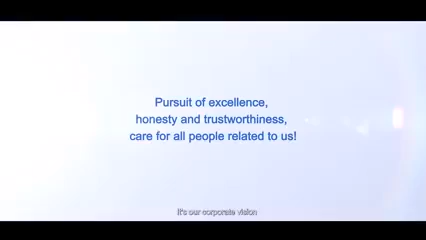 Pursuit of excellence,
honesty and trustworthiness,
care for all people related to us!
It's our corporate vision